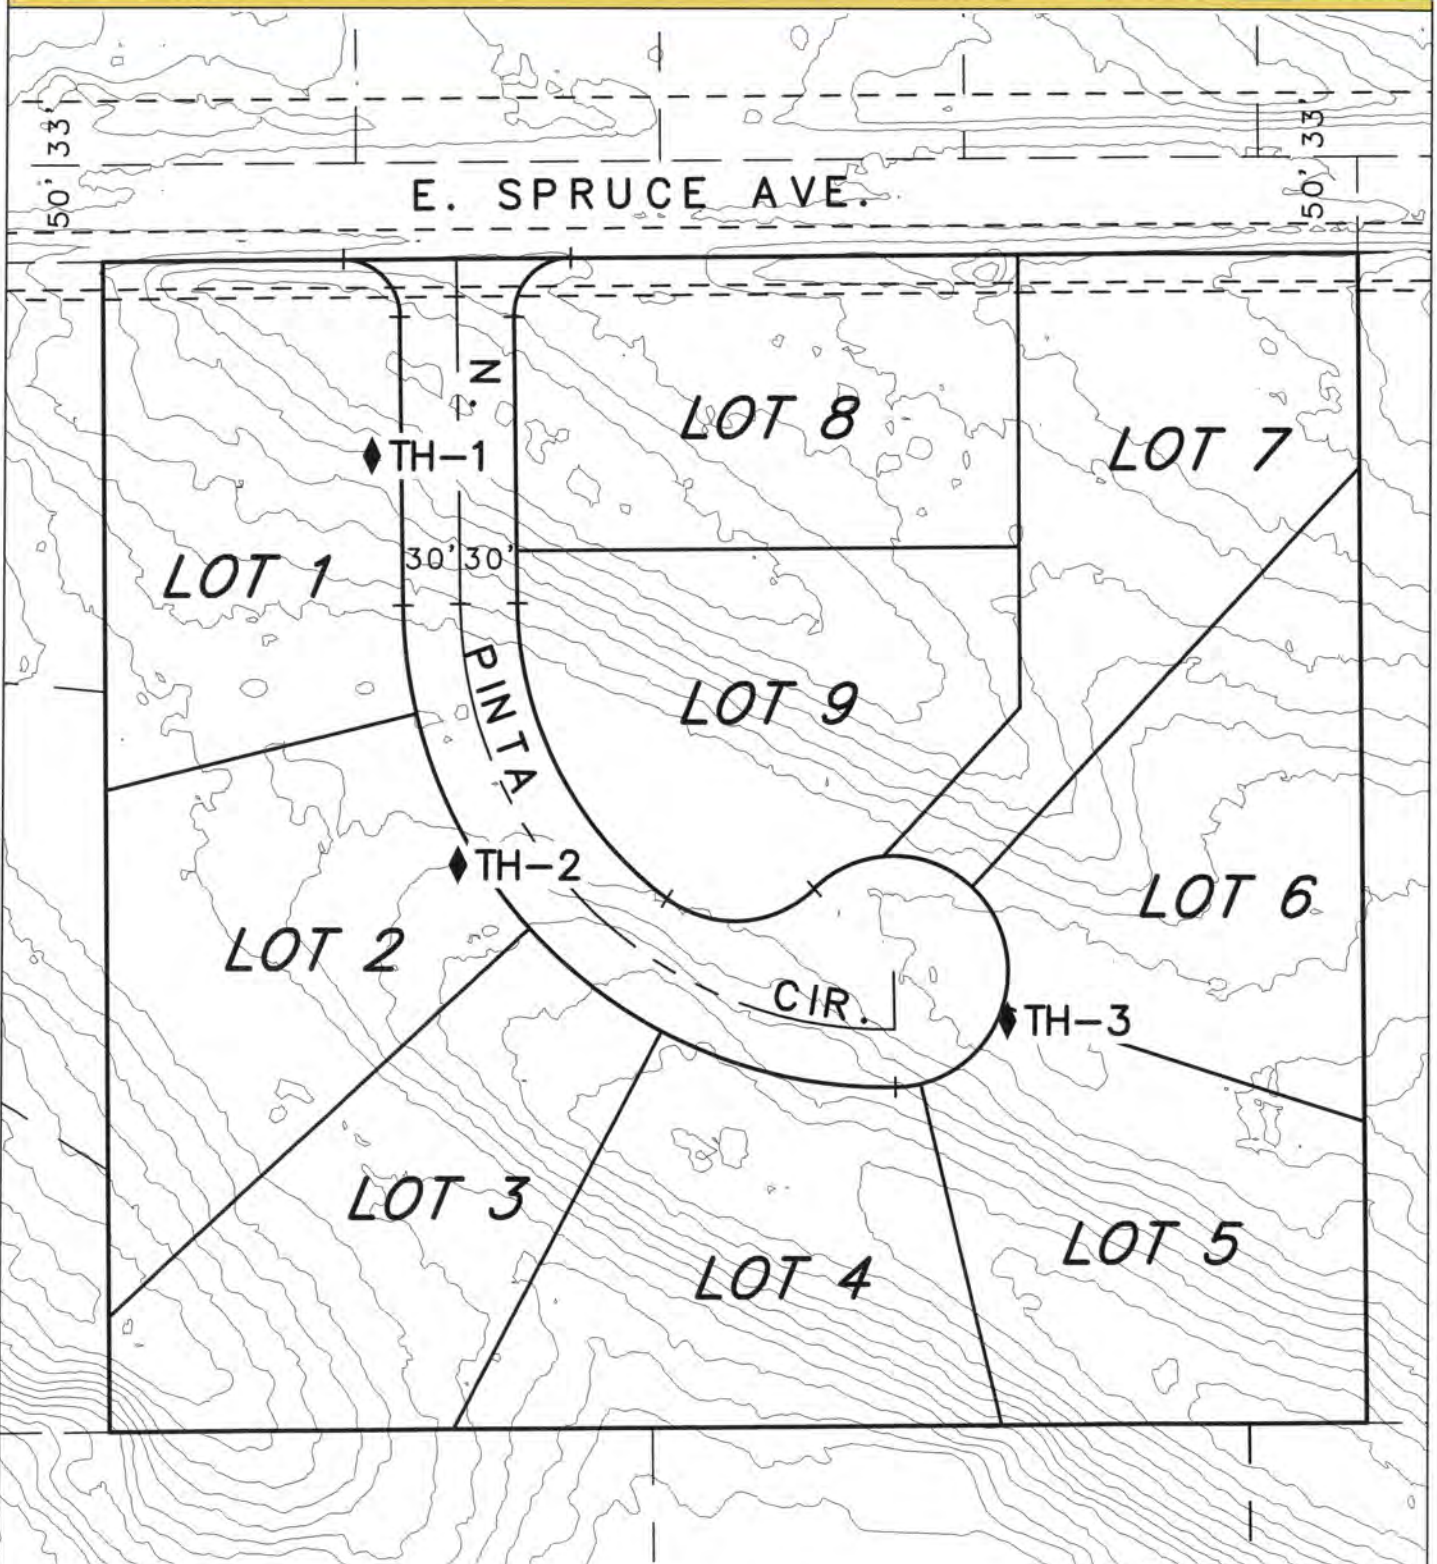 50' 33'
50' 33'
E. SPRUCE AVE.
N.
LOT 8
TH-1
LOT 7
30' 30'
LOT 1
PINTA
LOT 9
TH-2
LOT 6
LOT 2
CIR.
TH-3
LOT 3
LOT 5
LOT 4